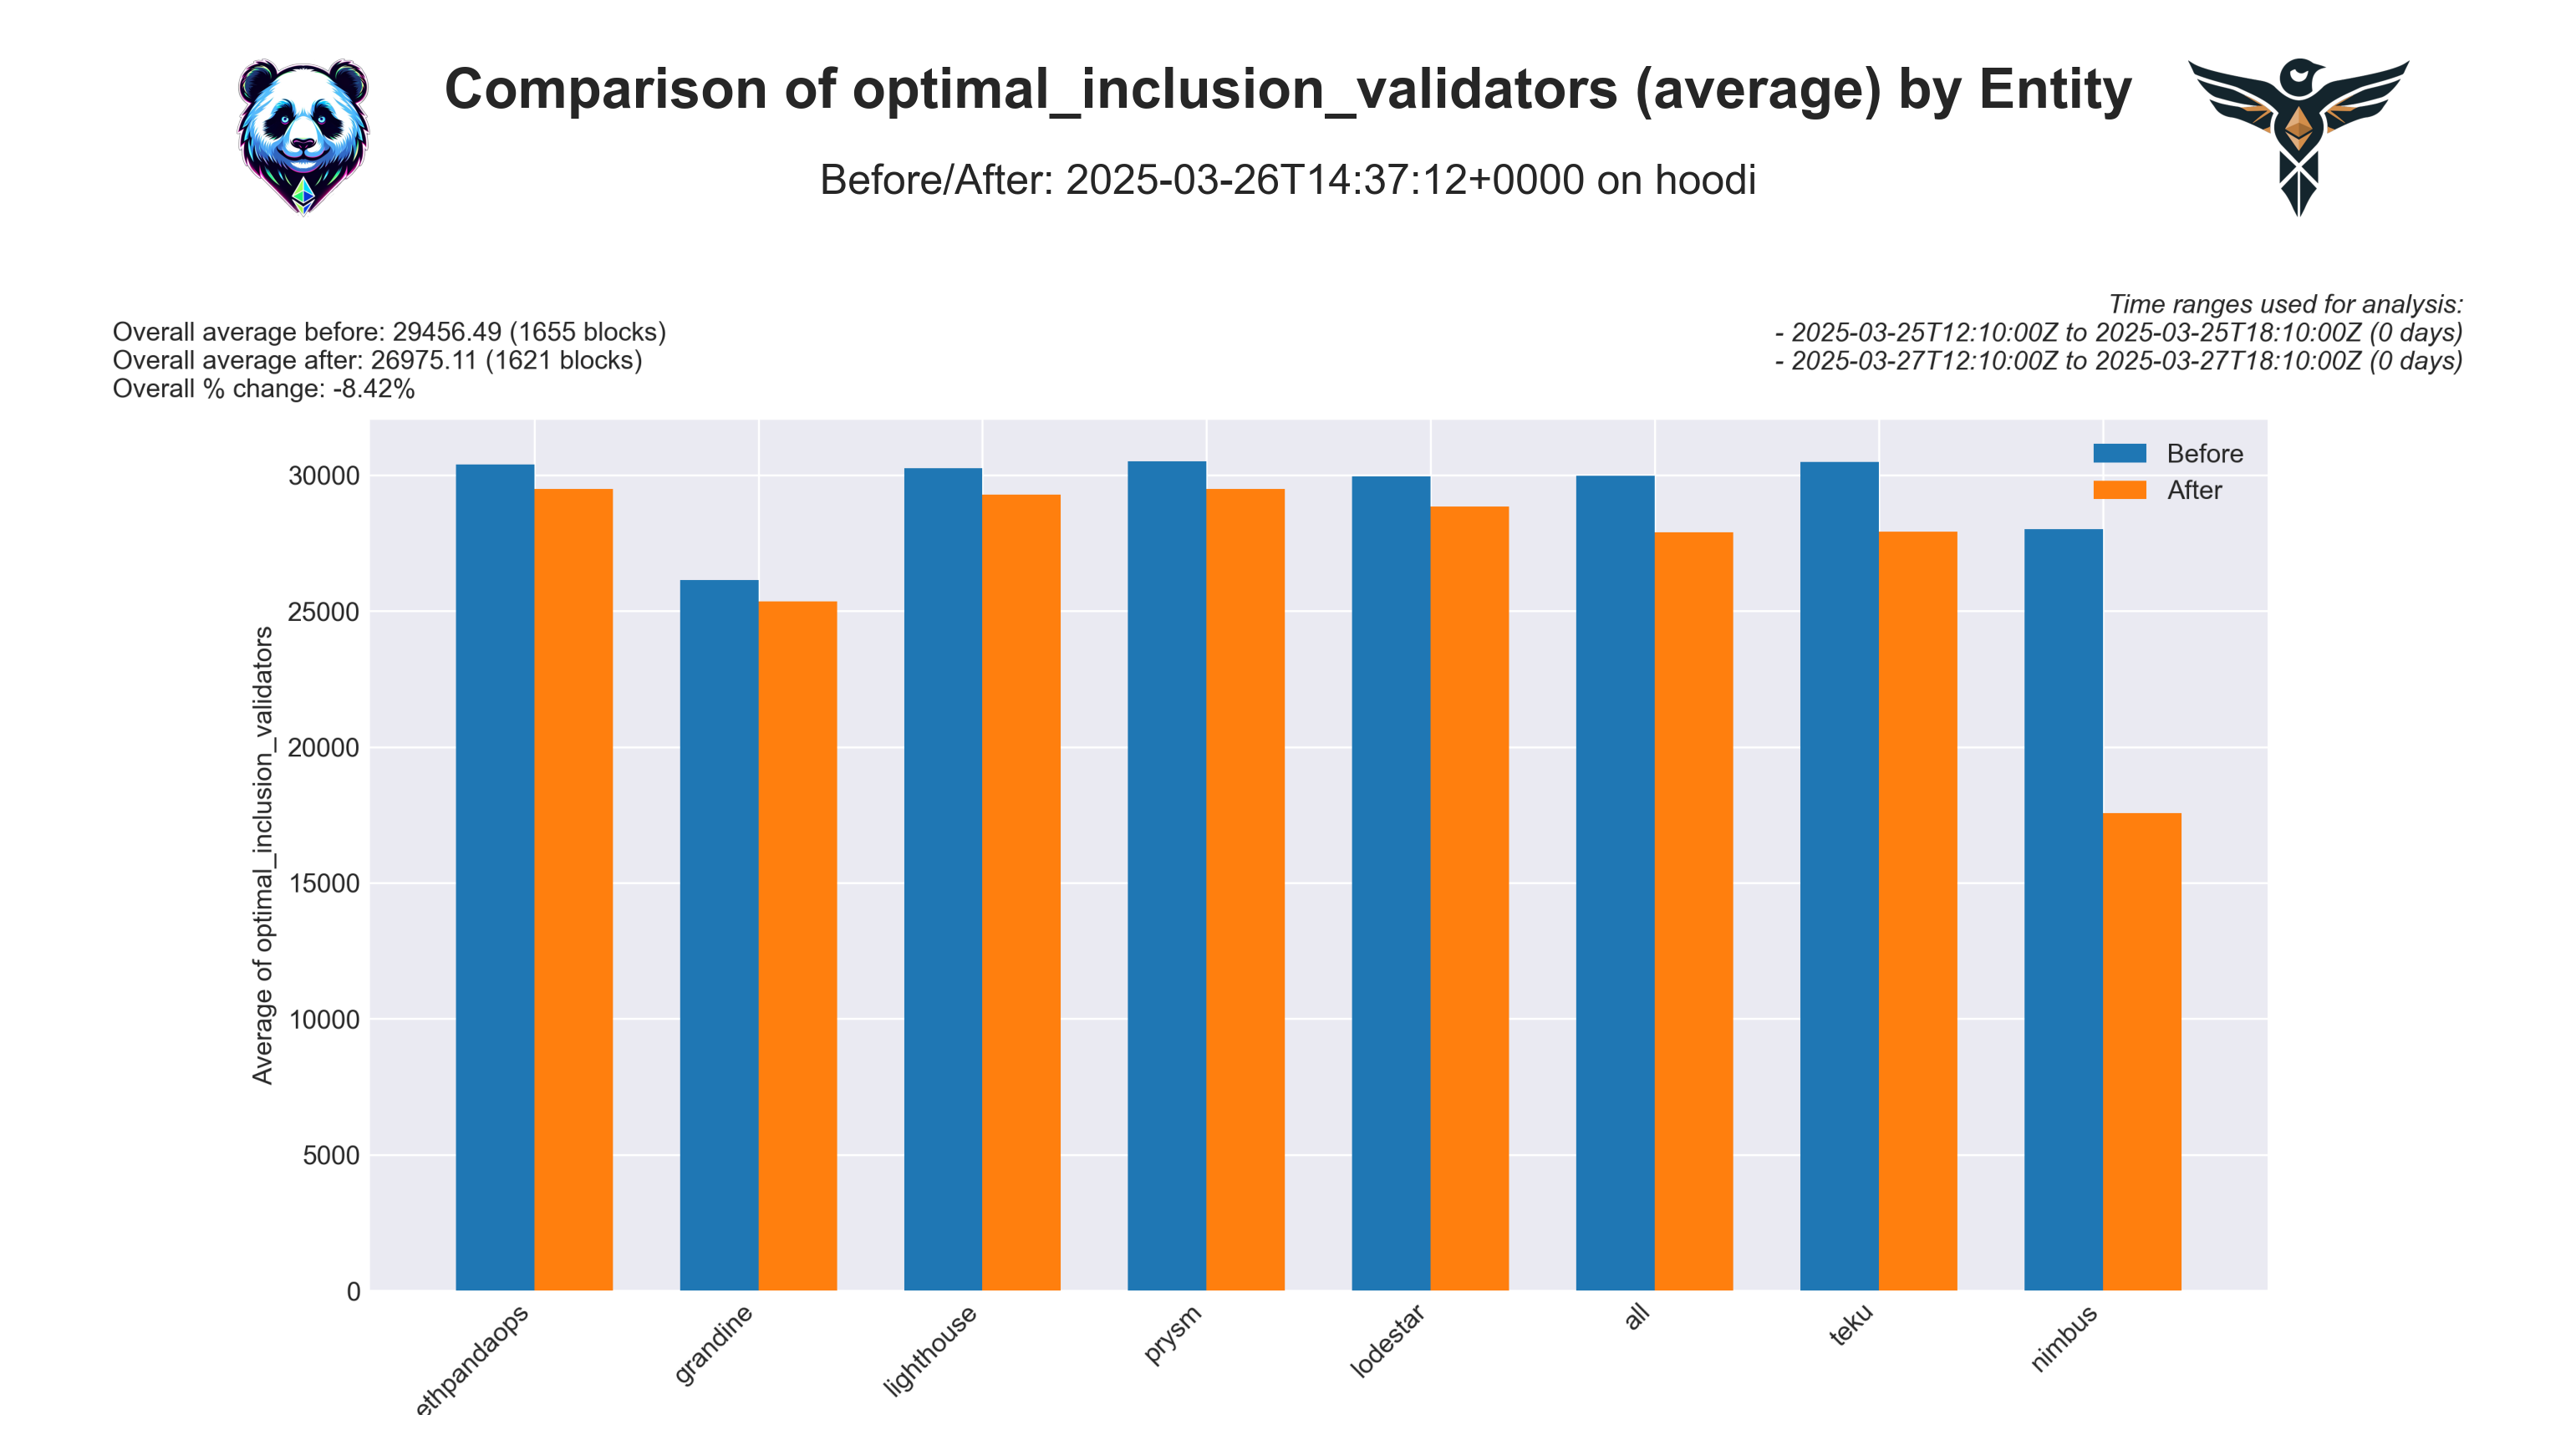 Comparison of optimal_inclusion_validators (average) by Entity
Before/After: 2025-03-26T14:37:12+0000 on hoodi
Overall average before: 29456.49 (1655 blocks)
Overall average after: 26975.11 (1621 blocks)
Overall % change: -8.42%
Time ranges used for analysis:
- 2025-03-25T12:10:00Z to 2025-03-25T18:10:00Z (0 days)
- 2025-03-27T12:10:00Z to 2025-03-27T18:10:00Z (0 days)
Before
After
Average of optimal_inclusion_validators
30000
25000
20000
15000
10000
5000
0
ethpandaops
grandine
lighthouse
prysm
lodestar
all
teku
nimbus